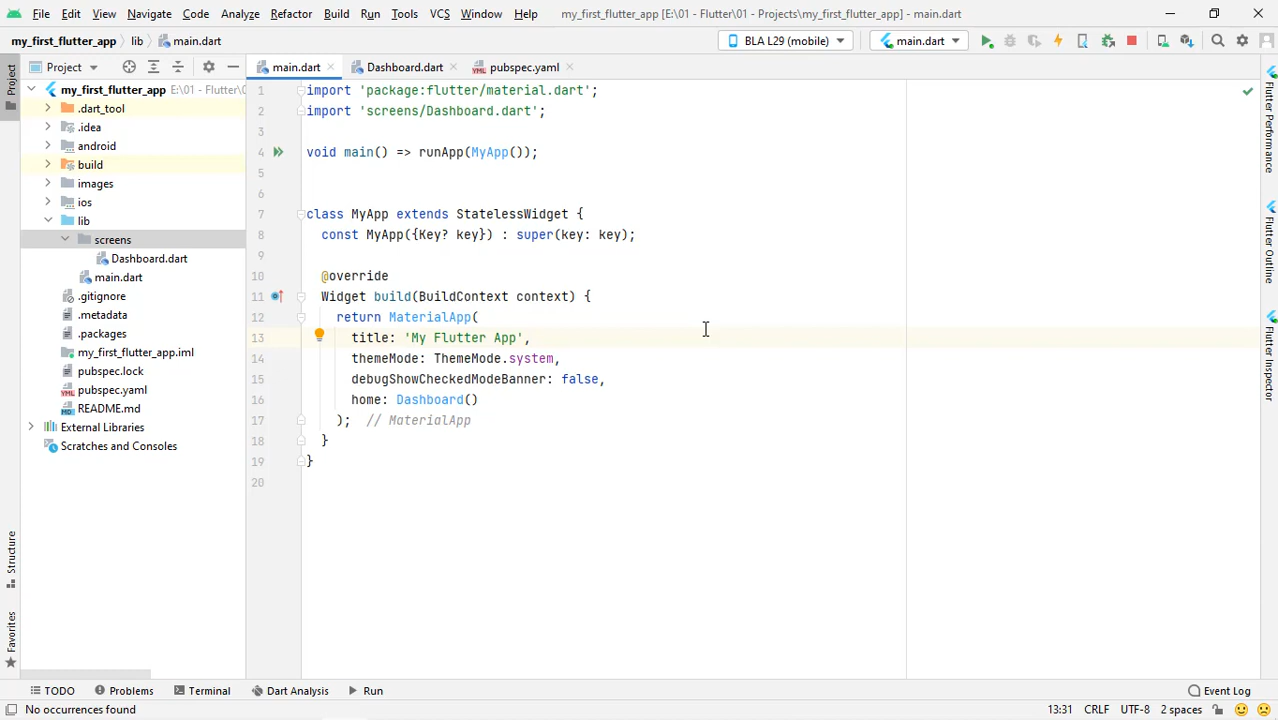 File Edit View Navigate Code Analyze Refactor Build Run Tools VCS Window Help my_first_flutter_app [E:\01 - Flutter\01 - Projects\my_first_flutter_app] - main.dart
my_first_flutter_app lib main.dart BLA L29 (mobile) main.dart
Project main.dart Dashboard.dart pubspec.yaml
Project
my_first_flutter_app E:\01 - Flutter\0
.dart_tool
.idea
android
build
images
ios
lib
screens
Dashboard.dart
main.dart
.gitignore
.metadata
.packages
my_first_flutter_app.iml
pubspec.lock
pubspec.yaml
README.md
External Libraries
Scratches and Consoles
Structure
Favorites
1 import 'package:flutter/material.dart';
2 import 'screens/Dashboard.dart';
3
4 void main() => runApp(MyApp());
5
6
7 class MyApp extends StatelessWidget {
8 const MyApp({Key? key}) : super(key: key);
9
10 @override
11 Widget build(BuildContext context) {
12 return MaterialApp(
13 title: 'My Flutter App',
14 themeMode: ThemeMode.system,
15 debugShowCheckedModeBanner: false,
16 home: Dashboard()
17 ); // MaterialApp
18 }
19 }
20
Flutter Performance
Flutter Outline
Flutter Inspector
TODO Problems Terminal Dart Analysis Run Event Log
No occurrences found 13:31 CRLF UTF-8 2 spaces